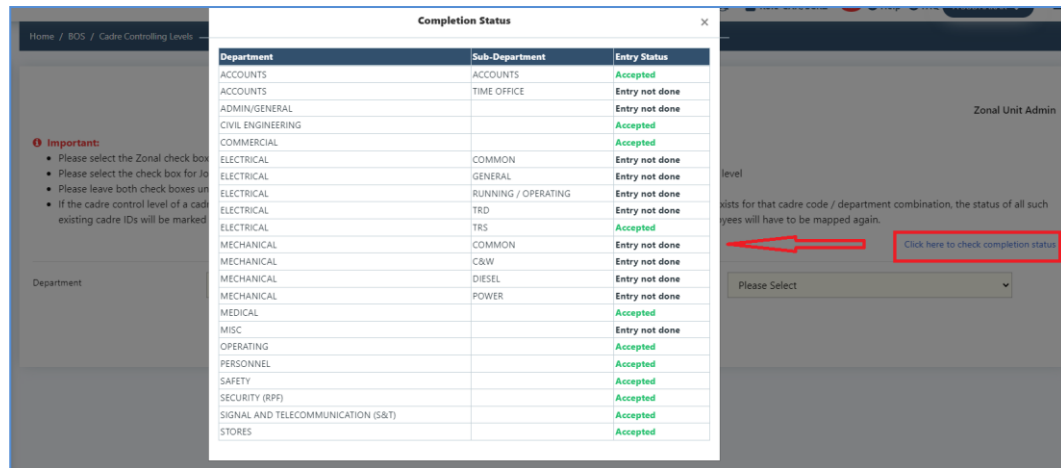 Completion Status ×
Home / BOS / Cadre Controlling Levels
Department Sub-Department Entry Status
ACCOUNTS ACCOUNTS Accepted
ACCOUNTS TIME OFFICE Entry not done
ADMIN/GENERAL Entry not done
CIVIL ENGINEERING Accepted
COMMERCIAL Accepted
ELECTRICAL COMMON Entry not done
ELECTRICAL GENERAL Entry not done
ELECTRICAL RUNNING / OPERATING Entry not done
ELECTRICAL TRD Entry not done
ELECTRICAL TRS Accepted
MECHANICAL COMMON Entry not done
MECHANICAL C&W Entry not done
MECHANICAL DIESEL Entry not done
MECHANICAL POWER Entry not done
MEDICAL Accepted
MISC Entry not done
OPERATING Accepted
PERSONNEL Accepted
SAFETY Accepted
SECURITY (RPF) Accepted
SIGNAL AND TELECOMMUNICATION (S&T) Accepted
STORES Accepted
Zonal Unit Admin
Important:
Please select the Zonal check box
Please select the check box for Jo
level
Please leave both check boxes un
If the cadre control level of a cadr
xists for that cadre code / department combination, the status of all such
existing cadre IDs will be marked
yees will have to be mapped again.
Click here to check completion status
Department
Please Select